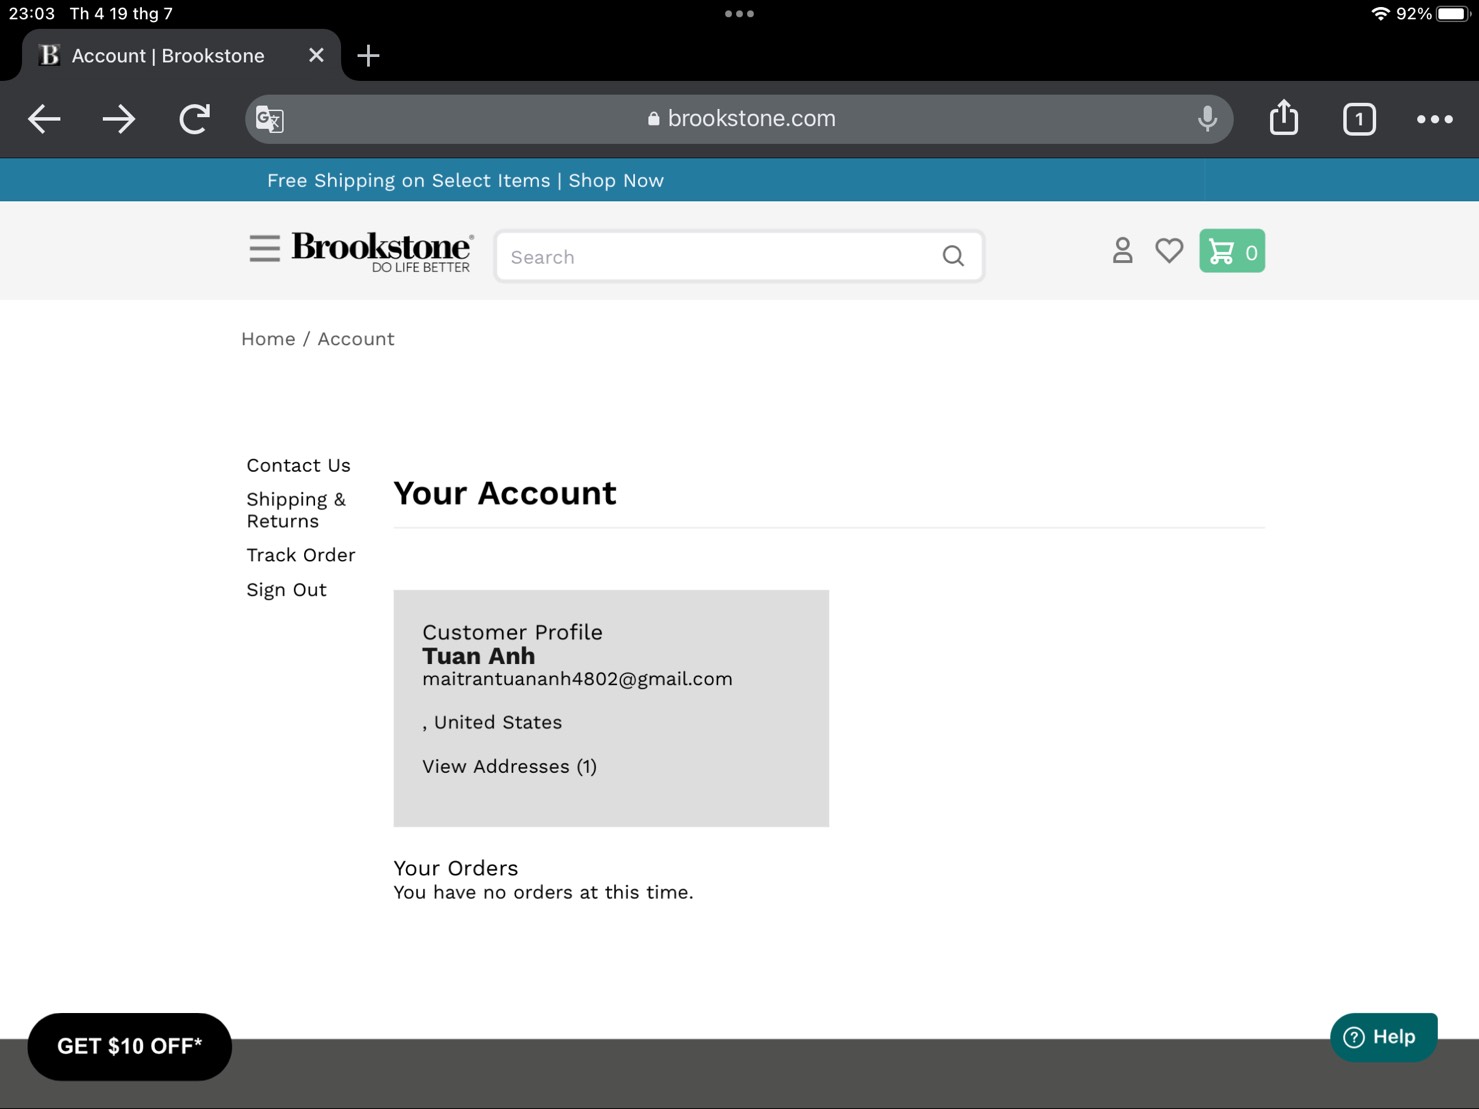 23:03 Th 4 19 thg 7
92%
Account | Brookstone
brookstone.com
1
Free Shipping on Select Items | Shop Now
Brookstone®
DO LIFE BETTER
Search
0
Home / Account
Contact Us
Shipping &
Returns
Track Order
Sign Out
Your Account
Customer Profile
Tuan Anh
maitrantuananh4802@gmail.com
, United States
View Addresses (1)
Your Orders
You have no orders at this time.
GET $10 OFF*
Help